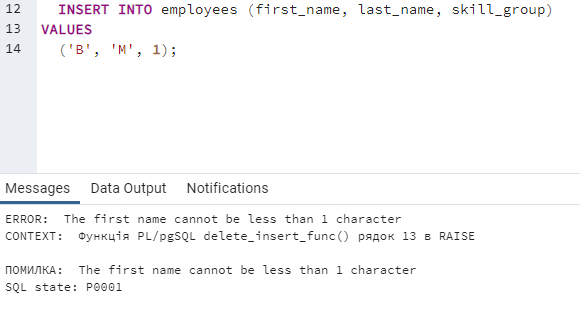 12 INSERT INTO employees (first_name, last_name, skill_group)
13 VALUES
14 ('B', 'M', 1);
Messages Data Output Notifications
ERROR: The first name cannot be less than 1 character
CONTEXT: Функція PL/pgSQL delete_insert_func() рядок 13 в RAISE
ПОМИЛКА: The first name cannot be less than 1 character
SQL state: P0001